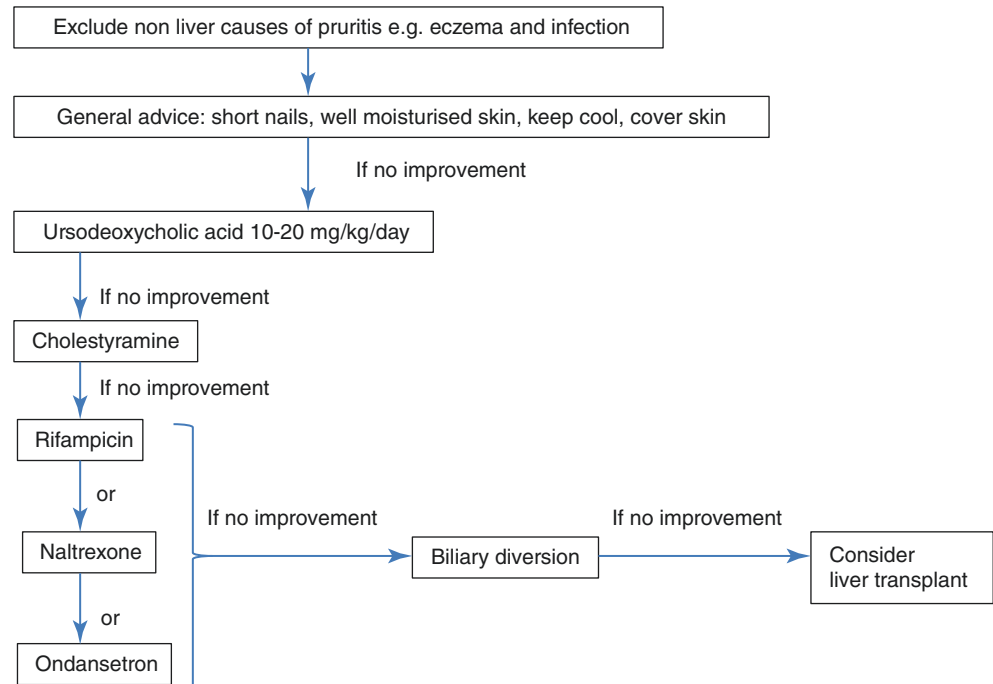 Exclude non liver causes of pruritis e.g. eczema and infection
General advice: short nails, well moisturised skin, keep cool, cover skin
If no improvement
Ursodeoxycholic acid 10-20 mg/kg/day
If no improvement
Cholestyramine
If no improvement
Rifampicin
or
Naltrexone
or
Ondansetron
If no improvement
Biliary diversion
If no improvement
Consider
liver transplant